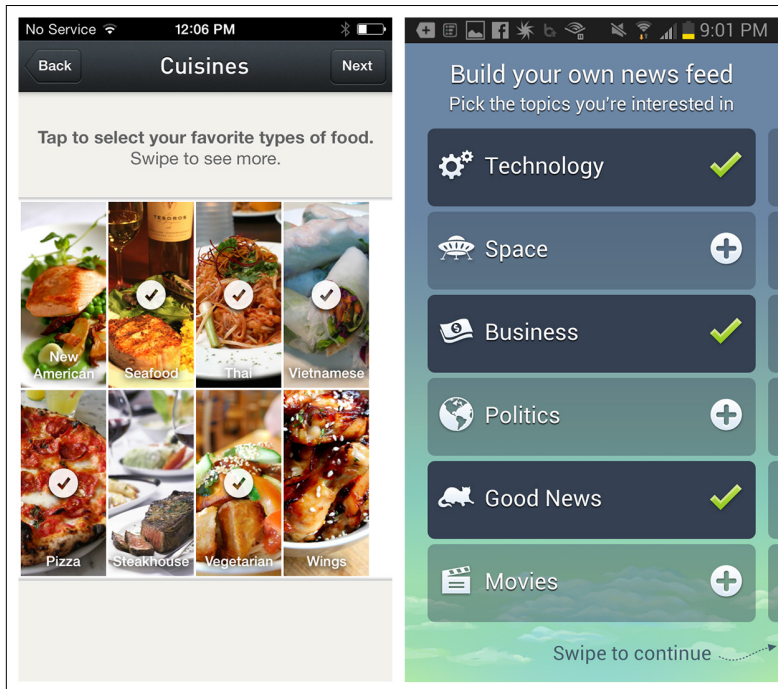 No Service 12:06 PM
Back Cuisines Next
Tap to select your favorite types of food.
Swipe to see more.
TESOROS
New
American
Seafood
Thai
Vietnamese
Pizza
Steakhouse
Vegetarian
Wings
9:01 PM
Build your own news feed
Pick the topics you're interested in
Technology
Space
Business
Politics
Good News
Movies
Swipe to continue